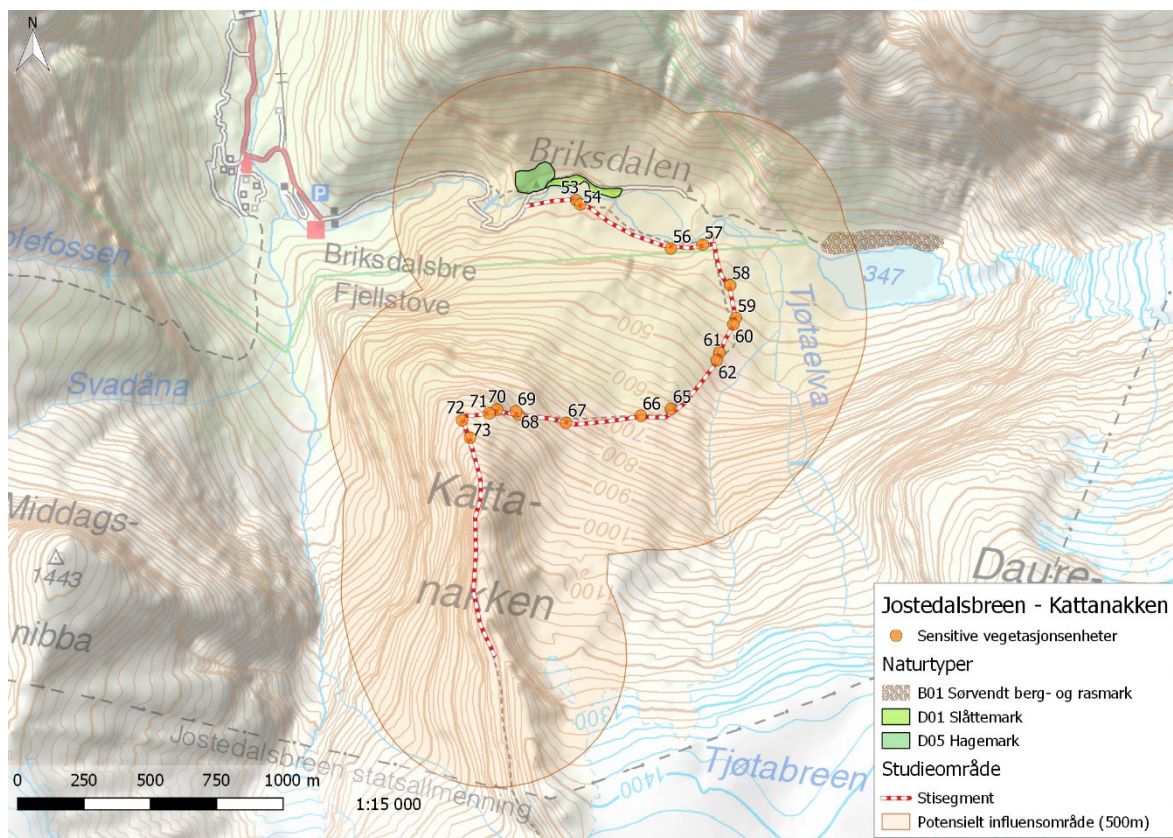 N
P
Briksdalen
olefossen
Briksdalsbre
Fjellstove
347
Tjøtaelva
Svadåna
53
54
56
57
58
59
60
61
62
65
66
67
68
69
70
71
72
73
500
600
800
900
1000
1100
Katta-
nakken
Middags-
1443
nibba
Daure-
1300
1400
Tjøtabreen
Jostedalsbreen statsallmenning
0 250 500 750 1000 m
1:15 000
Jostedalsbreen - Kattanakken
Sensitive vegetasjonsenheter
Naturtyper
B01 Sørvendt berg- og rasmark
D01 Slåttemark
D05 Hagemark
Studieområde
Stisegment
Potensielt influensområde (500m)